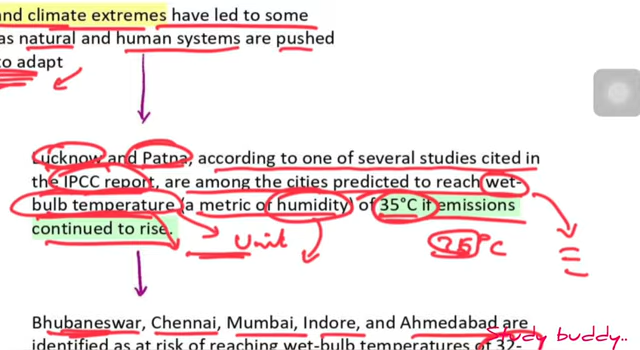 and climate extremes have led to some
as natural and human systems are pushed
to adapt
Lucknow and Patna, according to one of several studies cited in
the IPCC report, are among the cities predicted to reach wet-
bulb temperature (a metric of humidity) of 35°C if emissions
continued to rise.
Unit
35°C
Bhubaneswar, Chennai, Mumbai, Indore, and Ahmedabad are
Study buddy..
identified as at risk of reaching wet-bulb temperatures of 32-